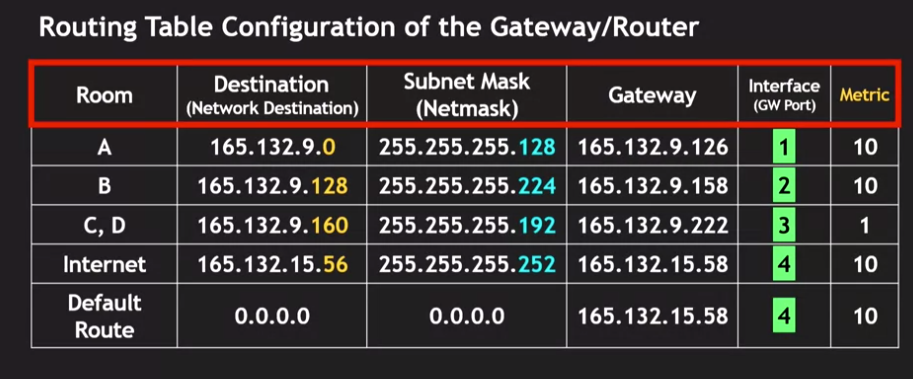 Routing Table Configuration of the Gateway/Router
Room Destination (Network Destination) Subnet Mask (Netmask) Gateway Interface (GW Port) Metric
A 165.132.9.0 255.255.255.128 165.132.9.126 1 10
B 165.132.9.128 255.255.255.224 165.132.9.158 2 10
C, D 165.132.9.160 255.255.255.192 165.132.9.222 3 1
Internet 165.132.15.56 255.255.255.252 165.132.15.58 4 10
Default Route 0.0.0.0 0.0.0.0 165.132.15.58 4 10